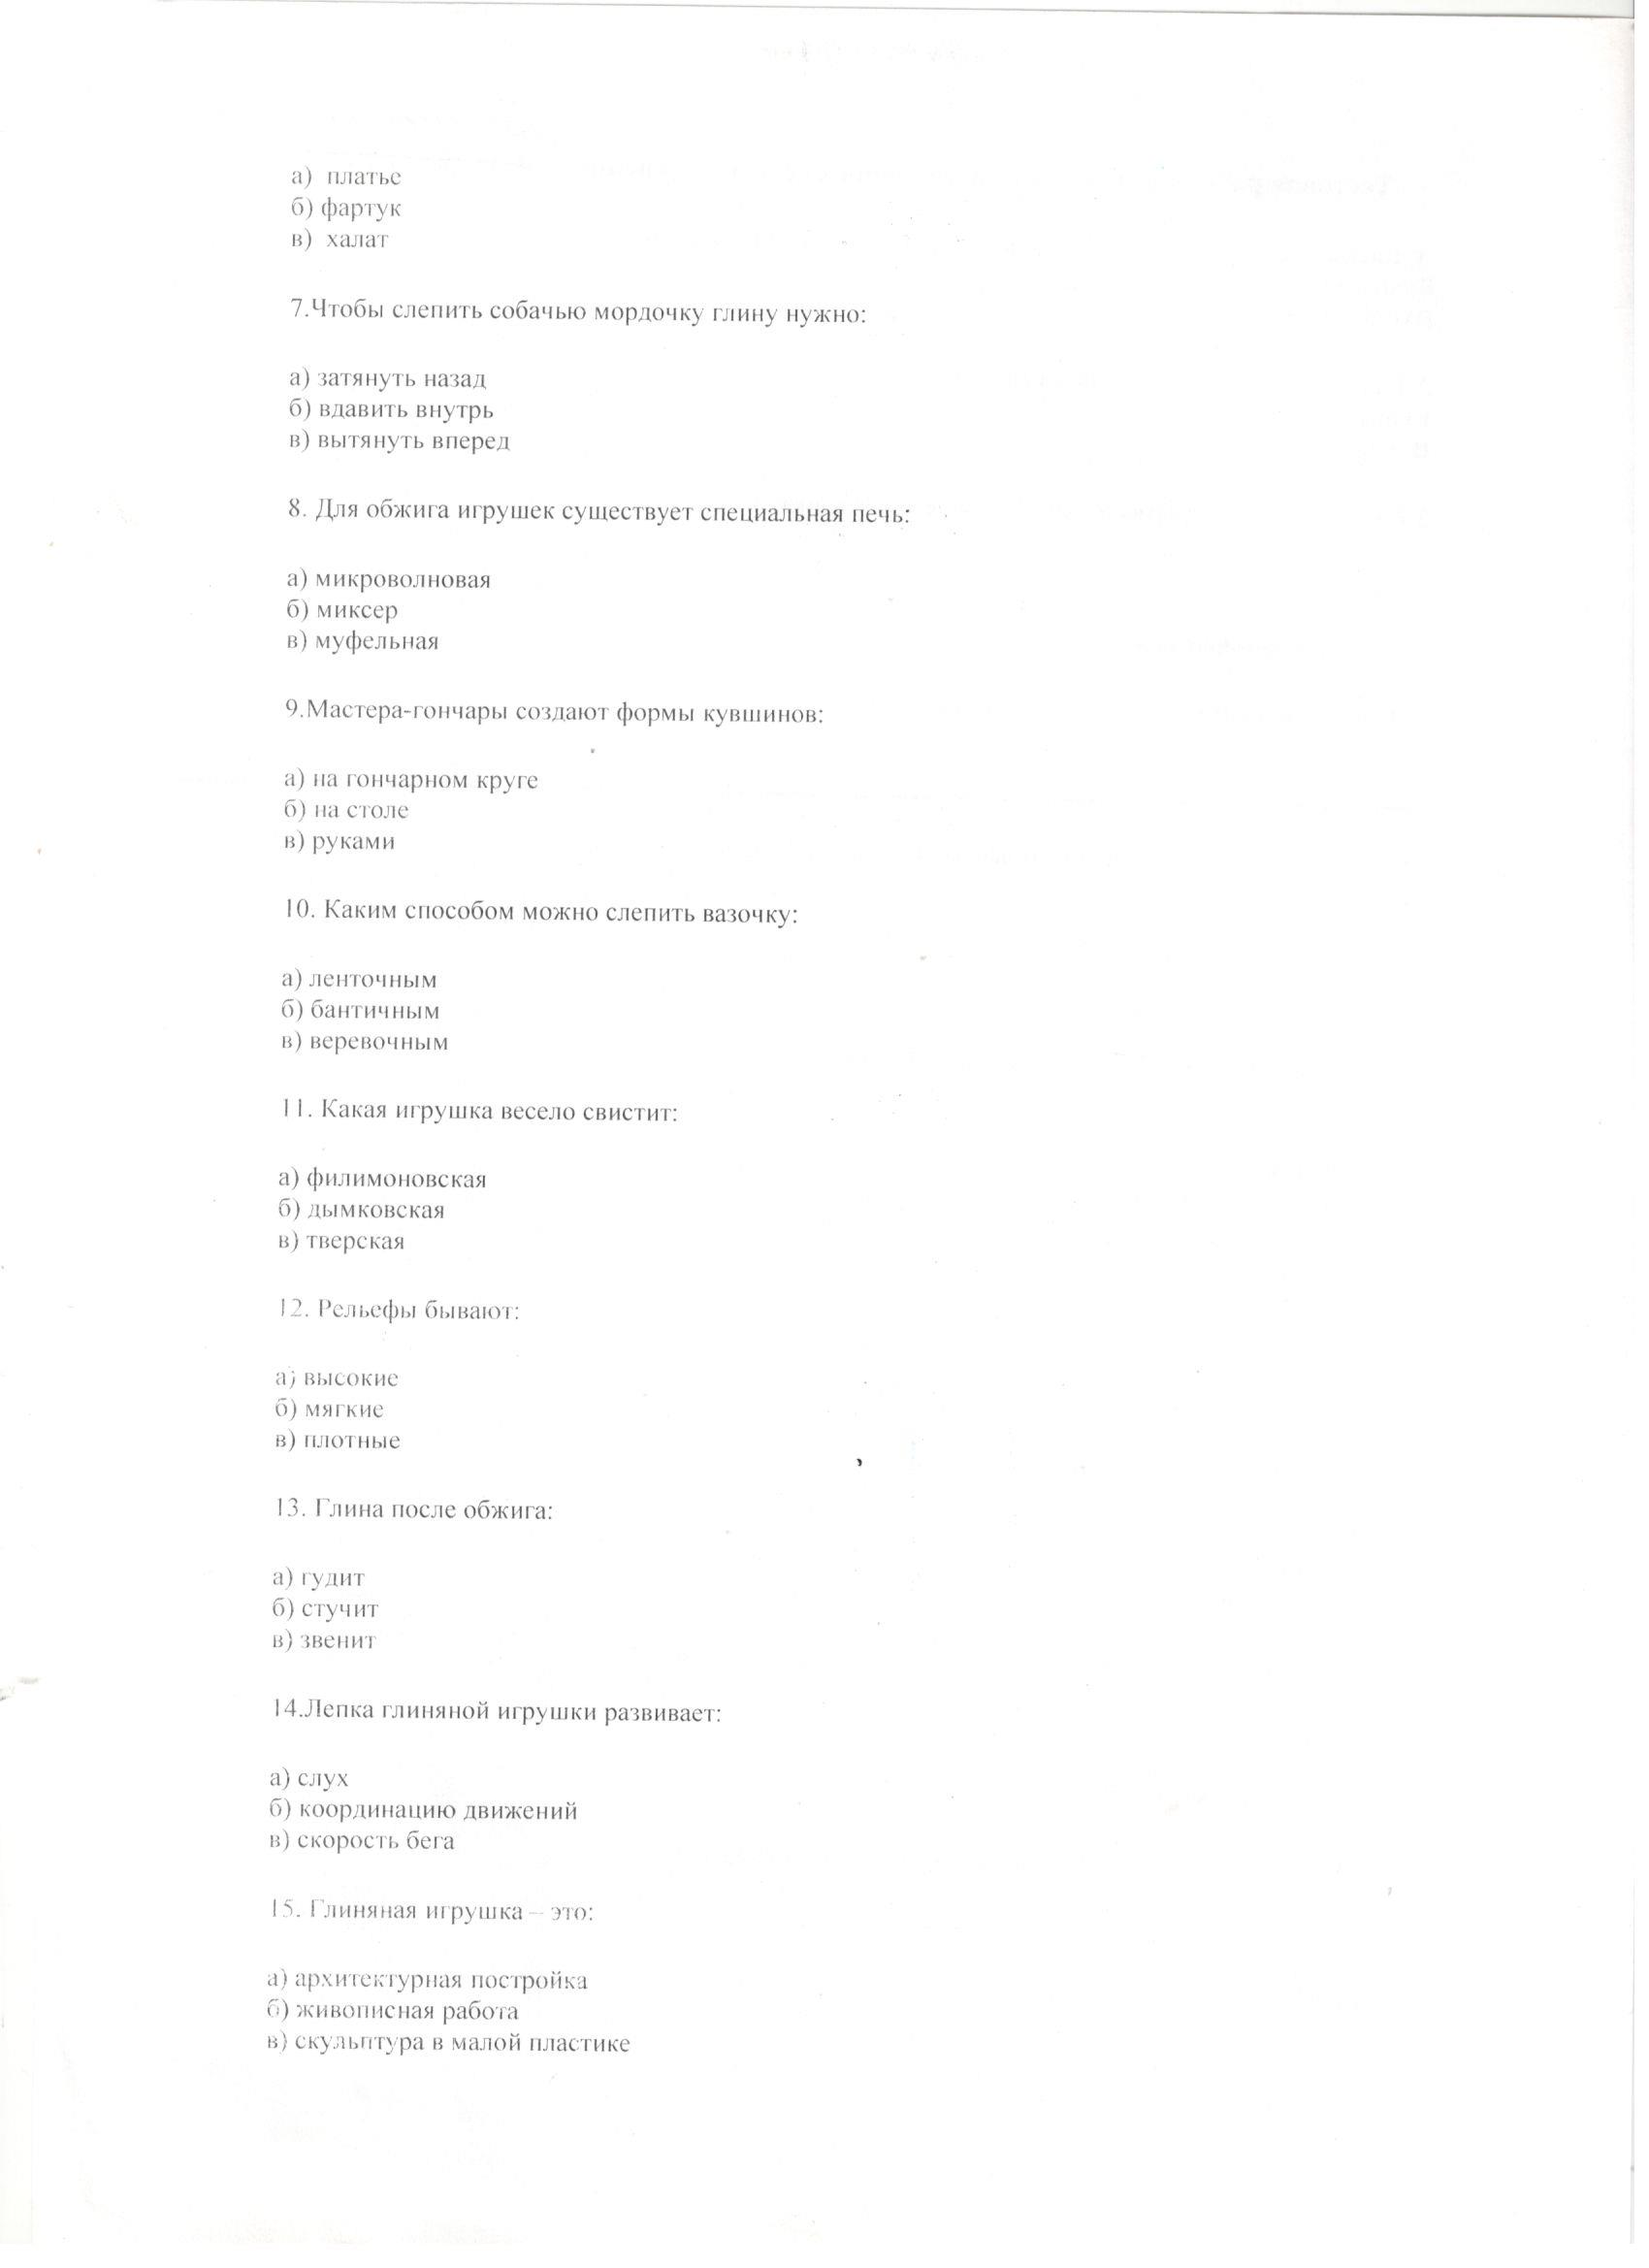 а) платье
б) фартук
в) халат
7.Чтобы слепить собачью мордочку глину нужно:
а) затянуть назад
б) вдавить внутрь
в) вытянуть вперед
8. Для обжига игрушек существует специальная печь:
а) микроволновая
б) миксер
в) муфельная
9.Мастера-гончары создают формы кувшинов:
а) на гончарном круге
б) на столе
в) руками
10. Каким способом можно слепить вазочку:
а) ленточным
б) бантичным
в) веревочным
11. Какая игрушка весело свистит:
а) филимоновская
б) дымковская
в) тверская
12. Рельефы бывают:
а) высокие
б) мягкие
в) плотные
13. Глина после обжига:
а) гудит
б) стучит
в) звенит
14.Лепка глиняной игрушки развивает:
а) слух
б) координацию движений
в) скорость бега
15. Глиняная игрушка – это:
а) архитектурная постройка
б) живописная работа
в) скульптура в малой пластике